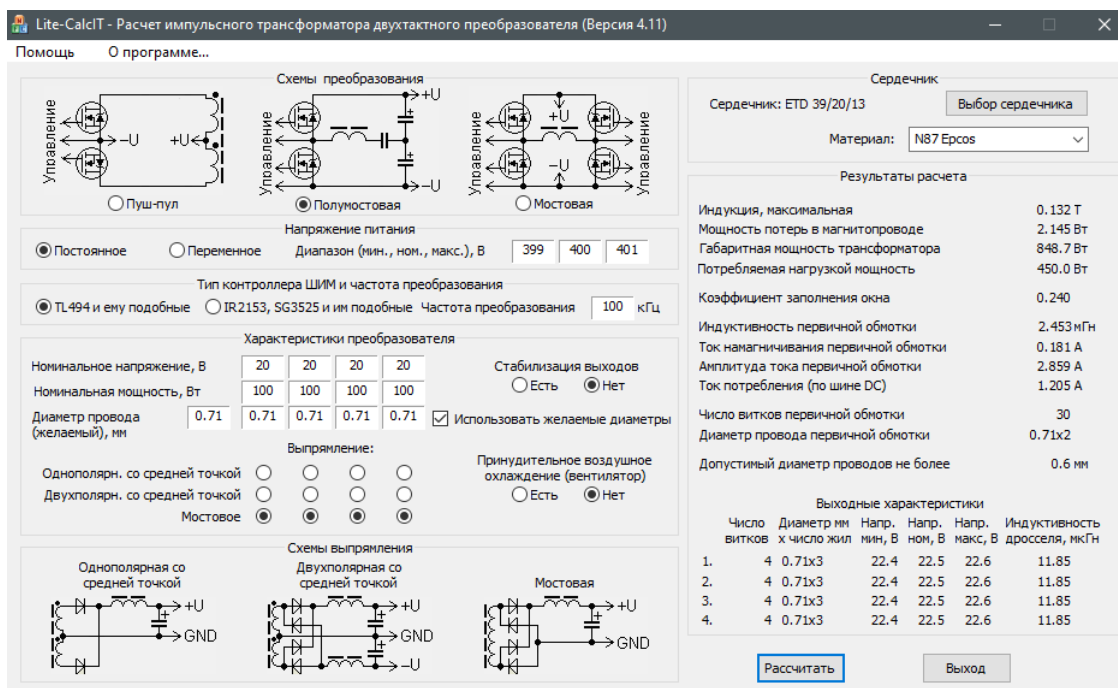 Lite-CalcIT - Расчет импульсного трансформатора двухтактного преобразователя (Версия 4.11)
Помощь О программе...
Схемы преобразования
Управление
-U
+U
Пуш-пул
Управление
+U
-U
Полумостовая
Управление
+U
-U
Управление
Мостовая
Напряжение питания
Постоянное Переменное Диапазон (мин., ном., макс.), В 399 400 401
Тип контроллера ШИМ и частота преобразования
TL494 и ему подобные IR2153, SG3525 и им подобные Частота преобразования 100 кГц
Характеристики преобразователя
Номинальное напряжение, В 20 20 20 20
Номинальная мощность, Вт 100 100 100 100
Диаметр провода
(желаемый), мм 0.71 0.71 0.71 0.71 0.71
Стабилизация выходов
Есть Нет
Использовать желаемые диаметры
Выпрямление:
Однополярн. со средней точкой
Двухполярн. со средней точкой
Мостовое
Принудительное воздушное
охлаждение (вентилятор)
Есть Нет
Схемы выпрямления
Однополярная со
средней точкой
+U
GND
Двухполярная со
средней точкой
+U
GND
-U
Мостовая
+U
GND
Сердечник
Сердечник: ETD 39/20/13 Выбор сердечника
Материал: N87 Epcos
Результаты расчета
Индукция, максимальная 0.132 Т
Мощность потерь в магнитопроводе 2.145 Вт
Габаритная мощность трансформатора 848.7 Вт
Потребляемая нагрузкой мощность 450.0 Вт
Коэффициент заполнения окна 0.240
Индуктивность первичной обмотки 2.453 мГн
Ток намагничивания первичной обмотки 0.181 А
Амплитуда тока первичной обмотки 2.859 А
Ток потребления (по шине DC) 1.205 А
Число витков первичной обмотки 30
Диаметр провода первичной обмотки 0.71x2
Допустимый диаметр проводов не более 0.6 мм
Выходные характеристики
Число Диаметр мм Напр. Напр. Напр. Индуктивность
витков х число жил мин, В ном, В макс, В дросселя, мкГн
1. 4 0.71x3 22.4 22.5 22.6 11.85
2. 4 0.71x3 22.4 22.5 22.6 11.85
3. 4 0.71x3 22.4 22.5 22.6 11.85
4. 4 0.71x3 22.4 22.5 22.6 11.85
Рассчитать Выход